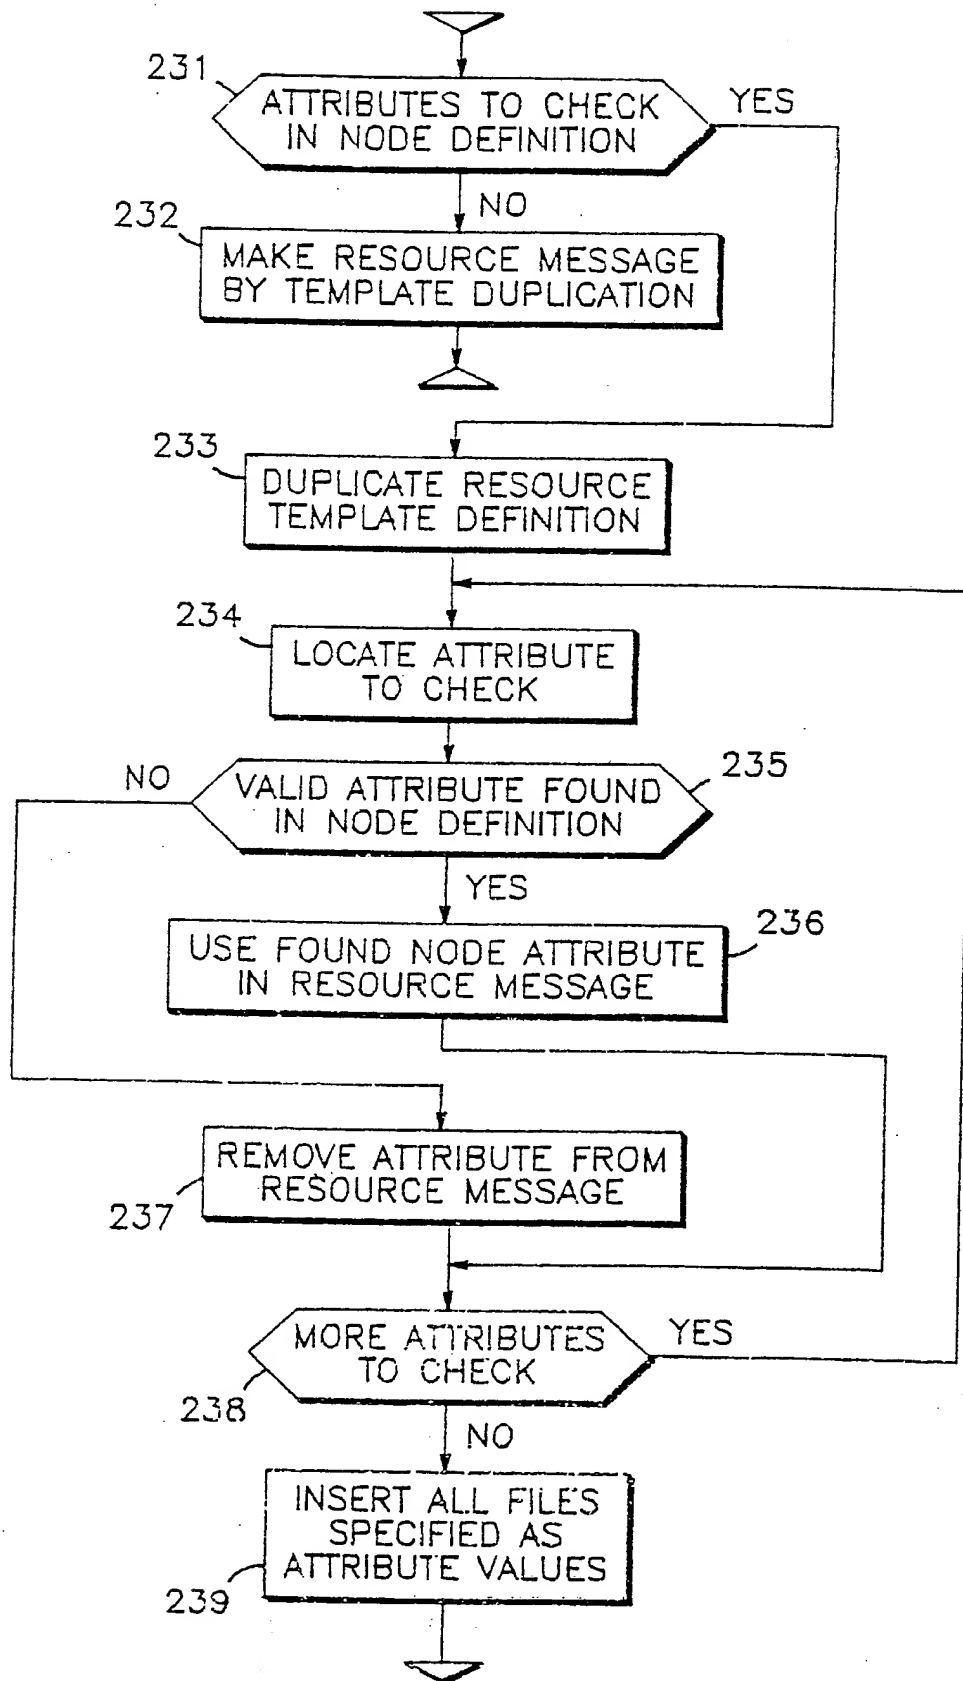 231
ATTRIBUTES TO CHECK
IN NODE DEFINITION
YES
NO
232
MAKE RESOURCE MESSAGE
BY TEMPLATE DUPLICATION
233
DUPLICATE RESOURCE
TEMPLATE DEFINITION
234
LOCATE ATTRIBUTE
TO CHECK
NO
VALID ATTRIBUTE FOUND
IN NODE DEFINITION
235
YES
236
USE FOUND NODE ATTRIBUTE
IN RESOURCE MESSAGE
REMOVE ATTRIBUTE FROM
RESOURCE MESSAGE
237
MORE ATTRIBUTES
TO CHECK
YES
238
NO
INSERT ALL FILES
SPECIFIED AS
ATTRIBUTE VALUES
239